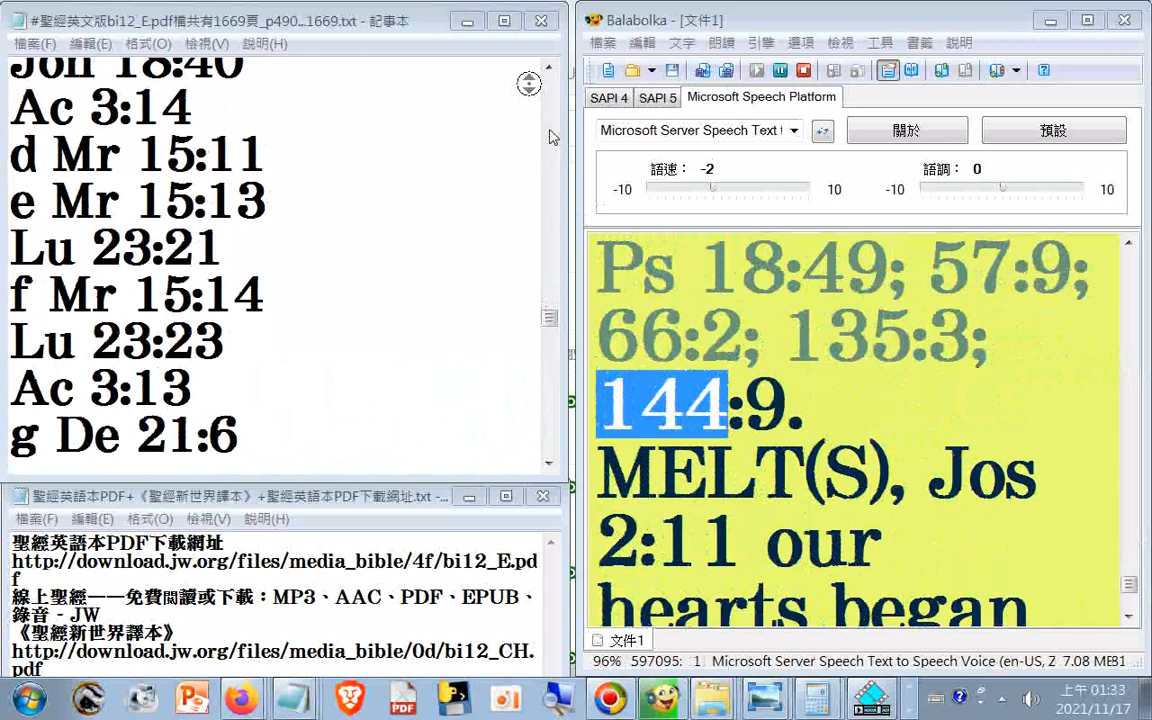 #聖經英文版bi12_E.pdf檔共有1669頁_p490...1669.txt - 記事本
檔案(F) 編輯(E) 格式(O) 檢視(V) 說明(H)
Jon 18:40
Ac 3:14
d Mr 15:11
e Mr 15:13
Lu 23:21
f Mr 15:14
Lu 23:23
Ac 3:13
g De 21:6
聖經英語本PDF+《聖經新世界譯本》+聖經英語本PDF下載網址.txt -...
檔案(F) 編輯(E) 格式(O) 檢視(V) 說明(H)
聖經英語本PDF下載網址
http://download.jw.org/files/media_bible/4f/bi12_E.pd
f
線上聖經——免費閱讀或下載：MP3、AAC、PDF、EPUB、
錄音 - JW
《聖經新世界譯本》
http://download.jw.org/files/media_bible/0d/bi12_CH.
pdf
Balabolka - [文件1]
檔案 編輯 文字 朗讀 引擎 選項 檢視 工具 書籤 說明
SAPI 4 SAPI 5 Microsoft Speech Platform
Microsoft Server Speech Text 關於 預設
語速： -2 語調： 0
-10 10 -10 10
Ps 18:49; 57:9;
66:2; 135:3;
144:9.
MELT(S), Jos
2:11 our
hearts began
文件1
96% 597095: 1 Microsoft Server Speech Text to Speech Voice (en-US, Z 7.08 MB
上午 01:33
2021/11/17